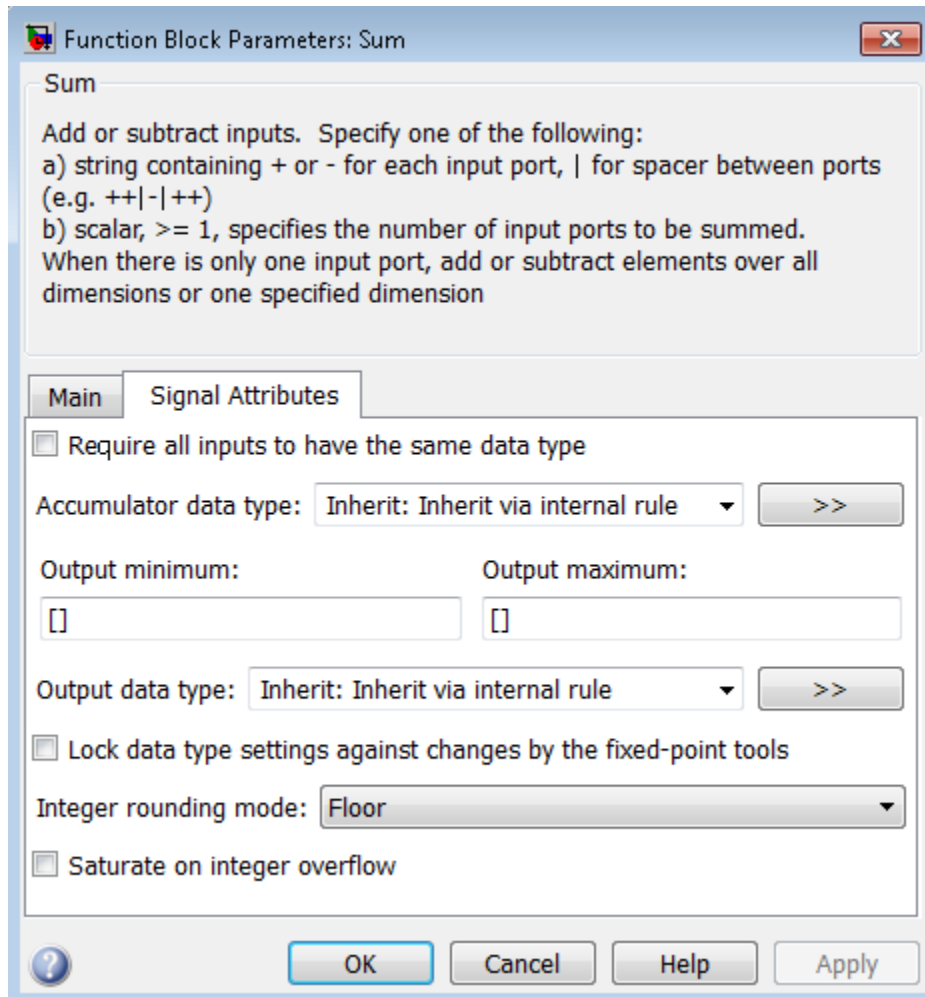 Function Block Parameters: Sum
Sum
Add or subtract inputs.  Specify one of the following:
a) string containing + or - for each input port, | for spacer between ports
(e.g. ++|-|++)
b) scalar, >= 1, specifies the number of input ports to be summed.
When there is only one input port, add or subtract elements over all
dimensions or one specified dimension
Main Signal Attributes
Require all inputs to have the same data type
Accumulator data type: Inherit: Inherit via internal rule >>
Output minimum: Output maximum:
[] []
Output data type: Inherit: Inherit via internal rule >>
Lock data type settings against changes by the fixed-point tools
Integer rounding mode: Floor
Saturate on integer overflow
? OK Cancel Help Apply